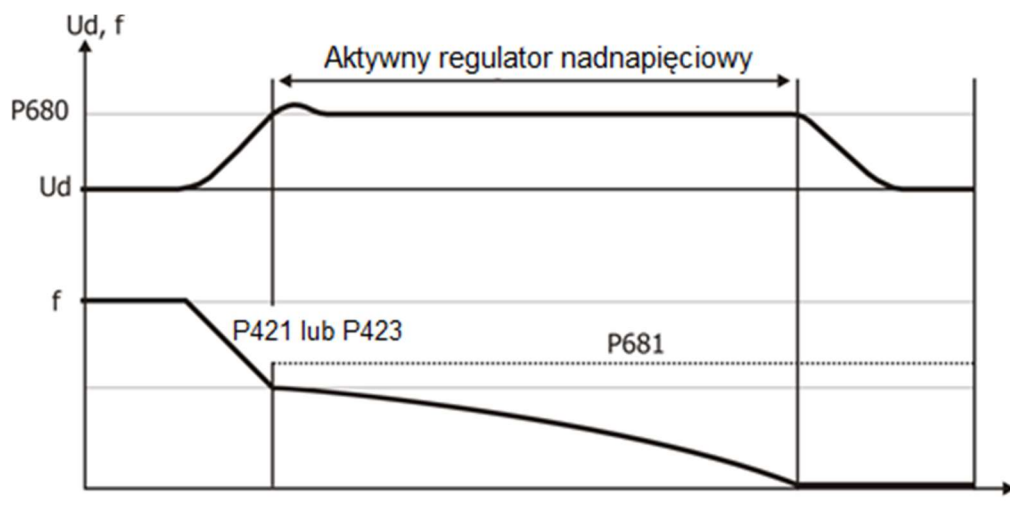 Ud, f
Aktywny regulator nadnapięciowy
P680
Ud
f
P421 lub P423
P681